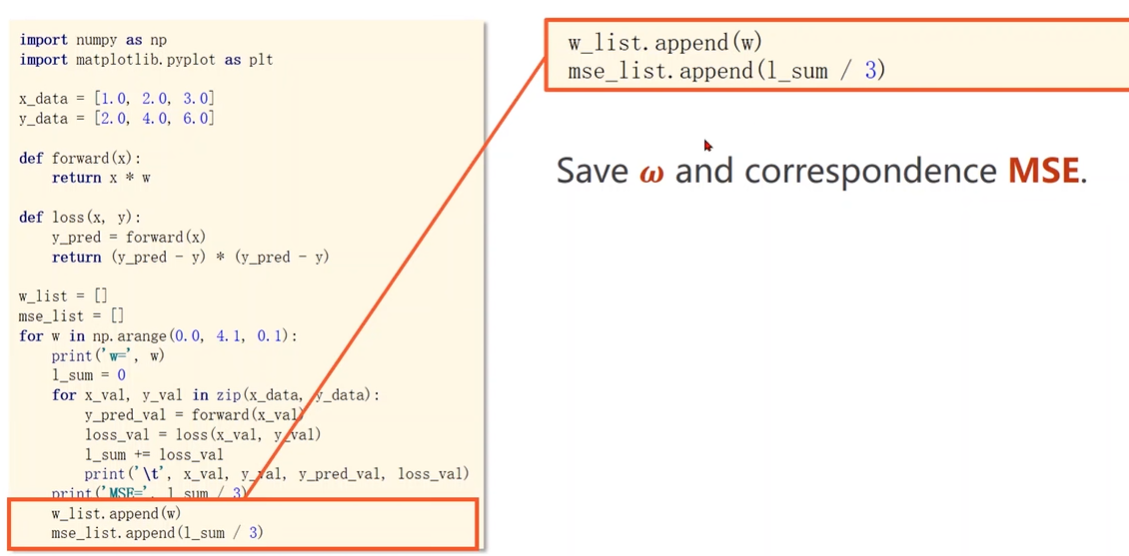 import numpy as np
import matplotlib.pyplot as plt
x_data = [1.0, 2.0, 3.0]
y_data = [2.0, 4.0, 6.0]
def forward(x):
    return x * w
def loss(x, y):
    y_pred = forward(x)
    return (y_pred - y) * (y_pred - y)
w_list = []
mse_list = []
for w in np.arange(0.0, 4.1, 0.1):
    print('w=', w)
    l_sum = 0
    for x_val, y_val in zip(x_data, y_data):
        y_pred_val = forward(x_val)
        loss_val = loss(x_val, y_val)
        l_sum += loss_val
        print('\t', x_val, y_val, y_pred_val, loss_val)
    print('MSE=', l_sum / 3)
    w_list.append(w)
    mse_list.append(l_sum / 3)
w_list.append(w)
mse_list.append(l_sum / 3)
Save ω and correspondence MSE.